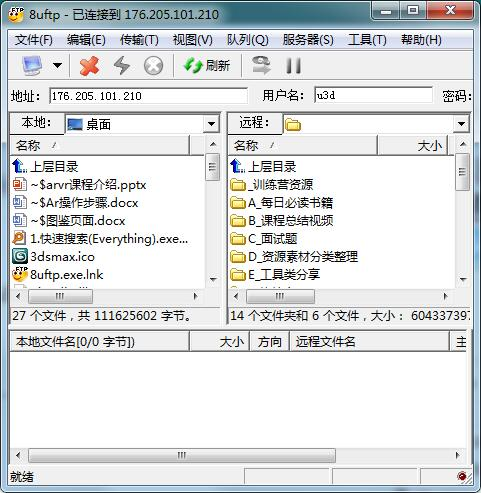 8uftp - 已连接到 176.205.101.210
文件(F) 编辑(E) 传输(T) 视图(V) 队列(Q) 服务器(S) 工具(T) 帮助(H)
刷新
地址: 176.205.101.210 用户名: u3d 密码:
本地: 桌面
名称
上层目录
~$arvr课程介绍.pptx
~$Ar操作步骤.docx
~$图鉴页面.docx
1.快速搜索(Everything).exe...
3dsmax.ico
8uftp.exe.lnk
27 个文件，共 111625602 字节。
远程:
名称 大小
上层目录
_训练营资源
A_每日必读书籍
B_课程总结视频
C_面试题
D_资源素材分类整理
E_工具类分享
14 个文件夹和 6 个文件，大小： 604337397
本地文件名[0/0 字节]) 大小 方向 远程文件名 主
就绪